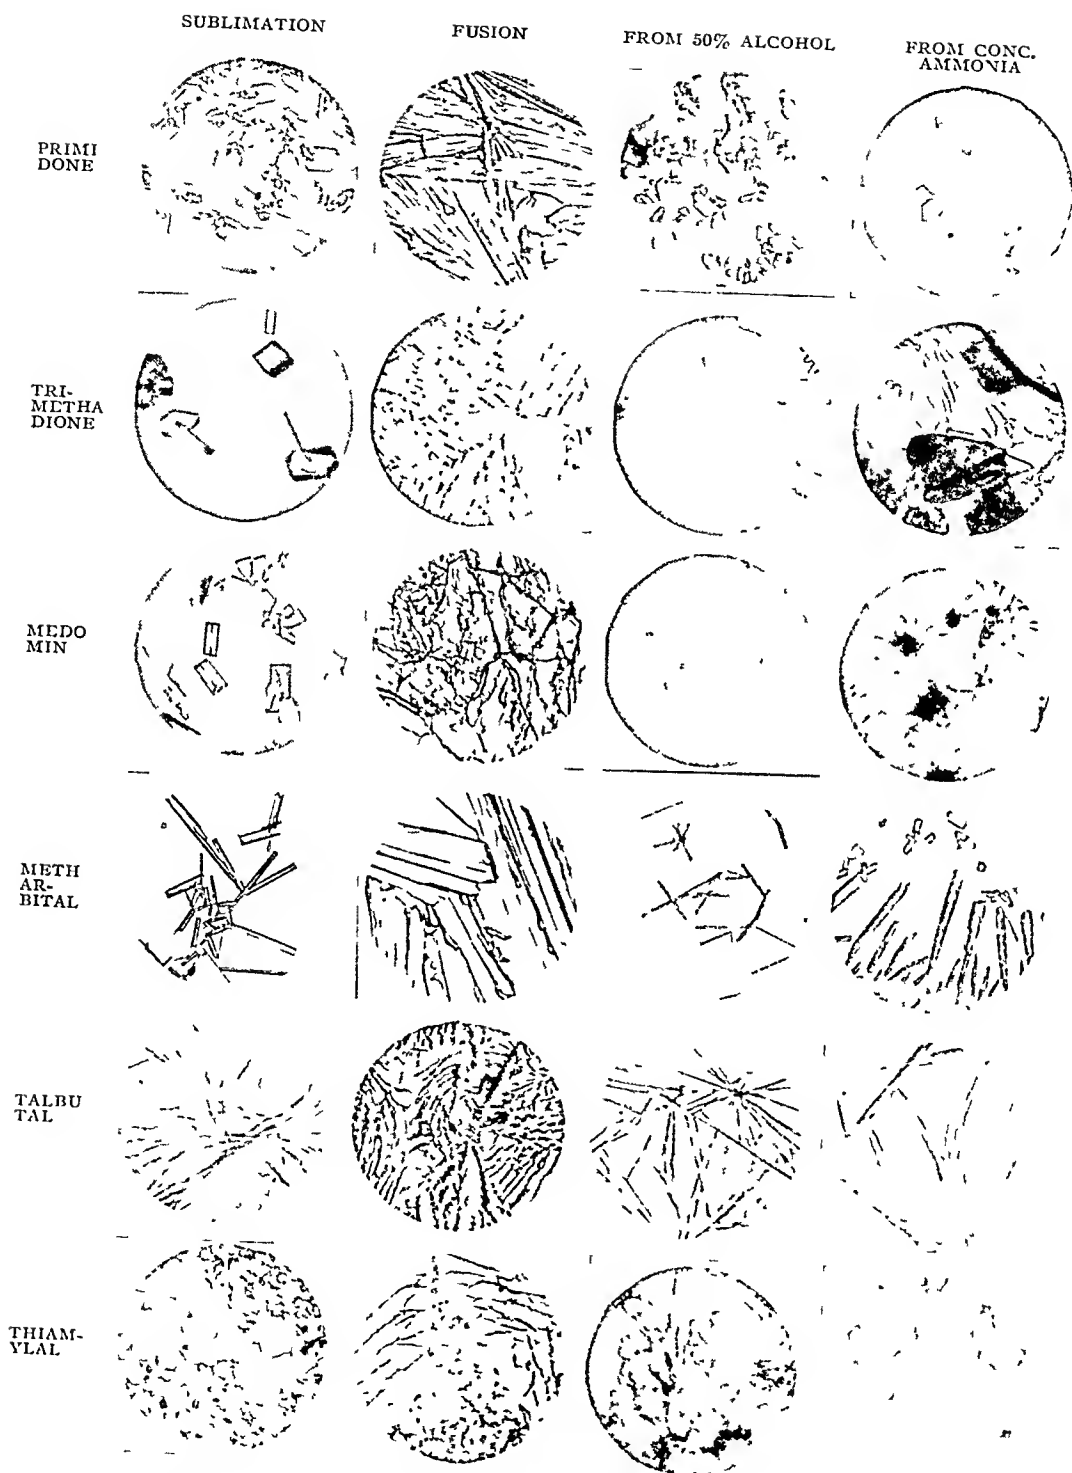 SUBLIMATION
FUSION
FROM 50% ALCOHOL
FROM CONC.
AMMONIA
PRIMI
DONE
TRI-
METHA
DIONE
MEDO
MIN
METH
AR-
BITAL
TALBU
TAL
THIAM-
YLAL